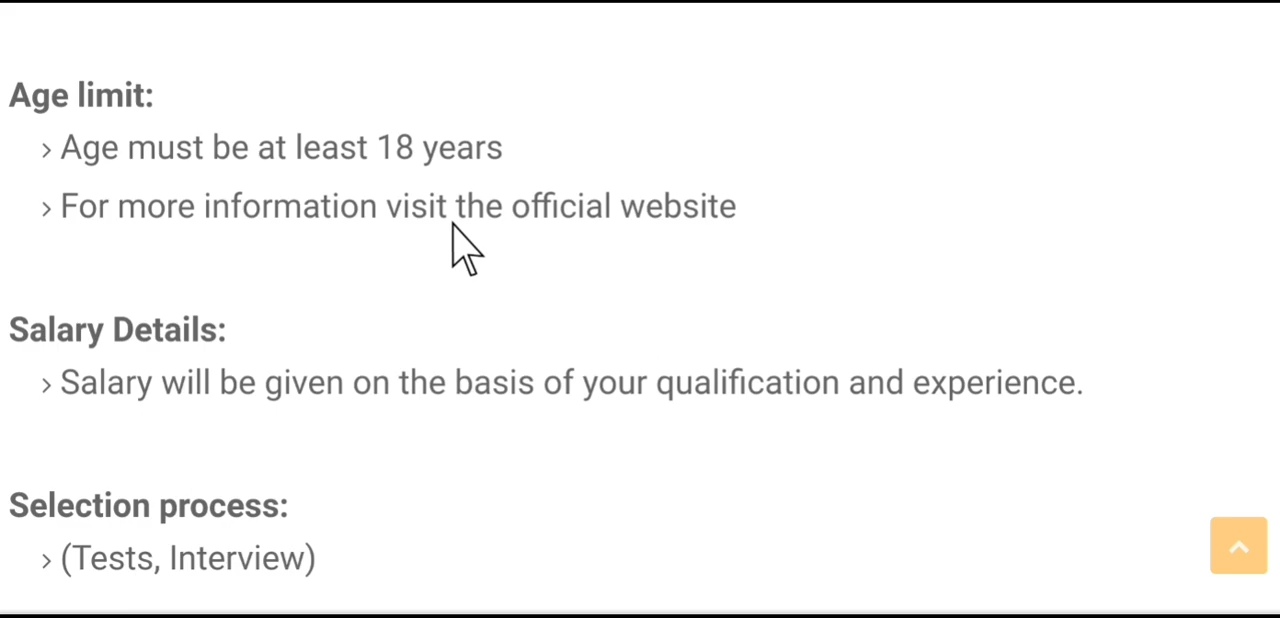 Age limit:
› Age must be at least 18 years
› For more information visit the official website
Salary Details:
› Salary will be given on the basis of your qualification and experience.
Selection process:
› (Tests, Interview)